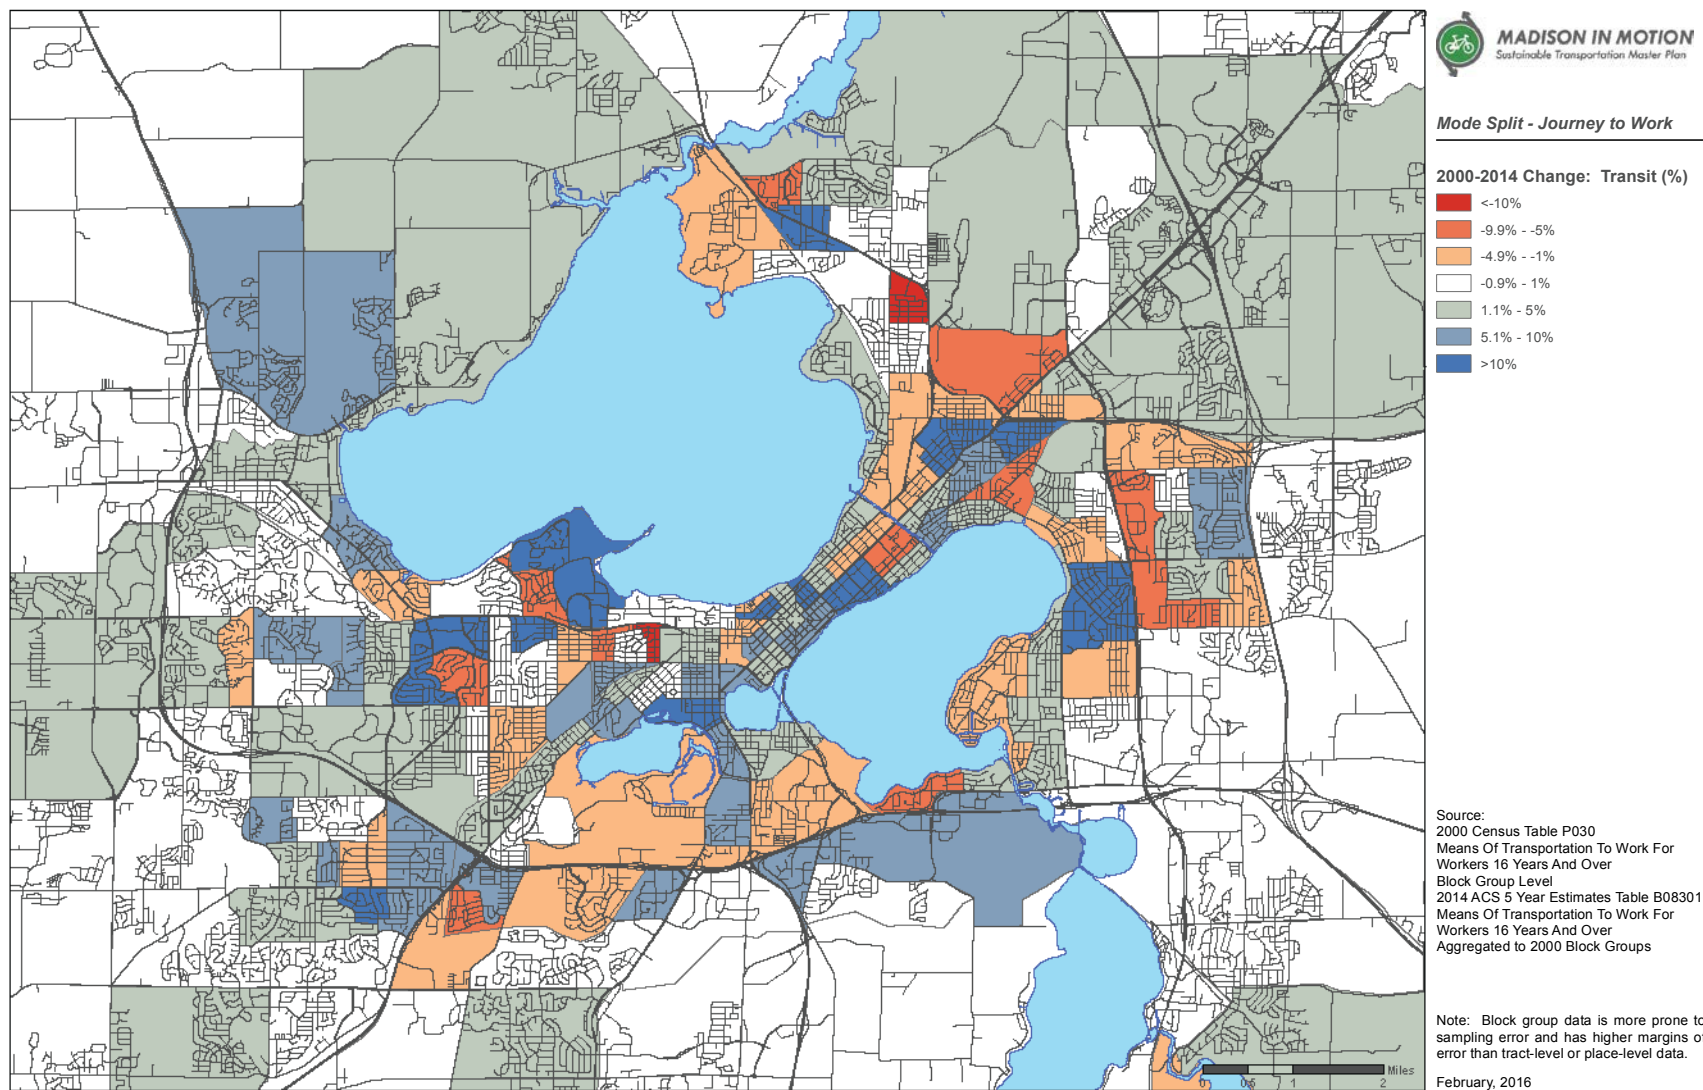 MADISON IN MOTION
Sustainable Transportation Master Plan
Mode Split - Journey to Work
2000-2014 Change: Transit (%)
<-10%
-9.9% - -5%
-4.9% - -1%
-0.9% - 1%
1.1% - 5%
5.1% - 10%
>10%
Source:
2000 Census Table P030
Means Of Transportation To Work For
Workers 16 Years And Over
Block Group Level
2014 ACS 5 Year Estimates Table B08301
Means Of Transportation To Work For
Workers 16 Years And Over
Aggregated to 2000 Block Groups
Note: Block group data is more prone to
sampling error and has higher margins of
error than tract-level or place-level data.
February, 2016
Miles
0 0.5 1 2